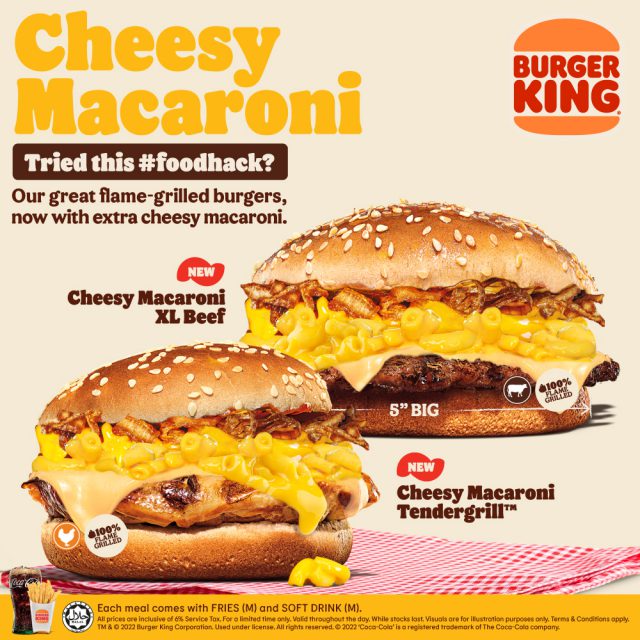 Cheesy
Macaroni
BURGER
KING®
Tried this #foodhack?
Our great flame-grilled burgers,
now with extra cheesy macaroni.
NEW
Cheesy Macaroni
XL Beef
100%
FLAME
GRILLED
5" BIG
NEW
Cheesy Macaroni
Tendergrill™
100%
FLAME
GRILLED
Each meal comes with FRIES (M) and SOFT DRINK (M).
All prices are inclusive of 6% Service Tax. For a limited time only. Valid throughout the day. While stocks last. Visuals are for illustration purposes only. Terms & Conditions apply.
TM & © 2022 Burger King Corporation. Used under license. All rights reserved. © 2022 "Coca-Cola" is a registered trademark of The Coca-Cola company.